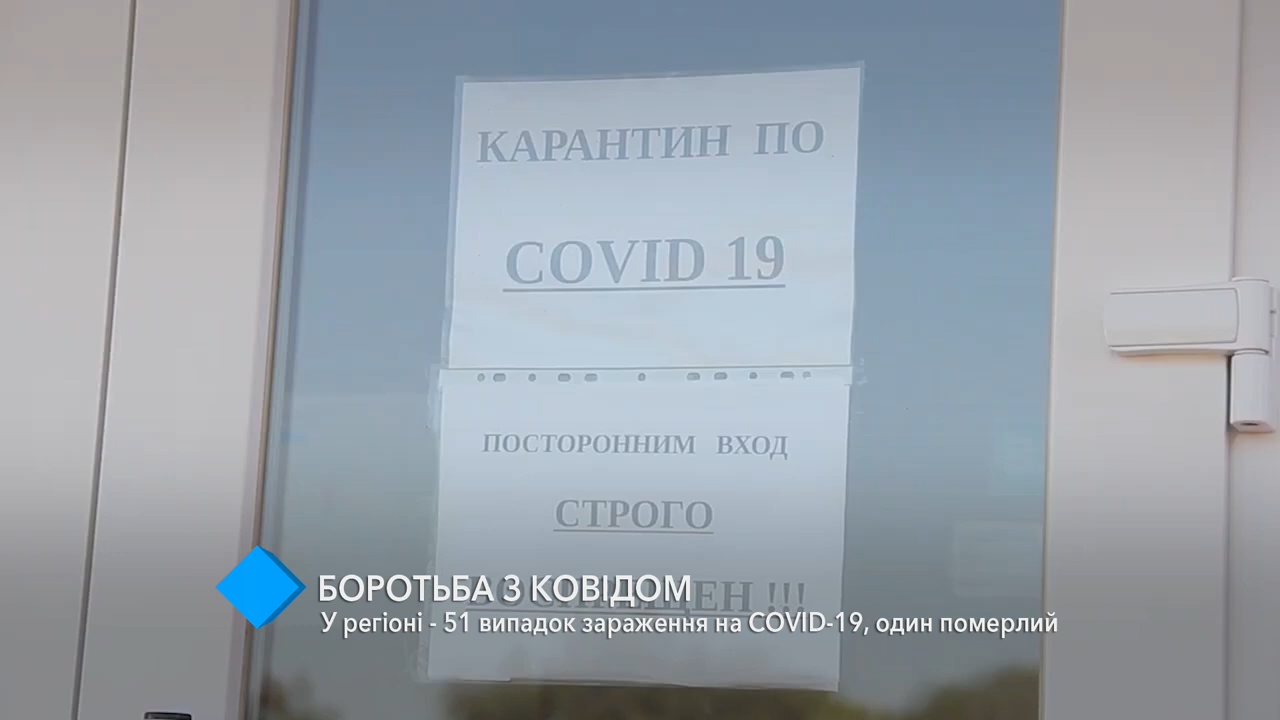 КАРАНТИН ПО
COVID 19
ПОСТОРОННИМ ВХОД
СТРОГО
!!!
БОРОТЬБА З КОВІДОМ
У регіоні - 51 випадок зараження на COVID-19, один померлий